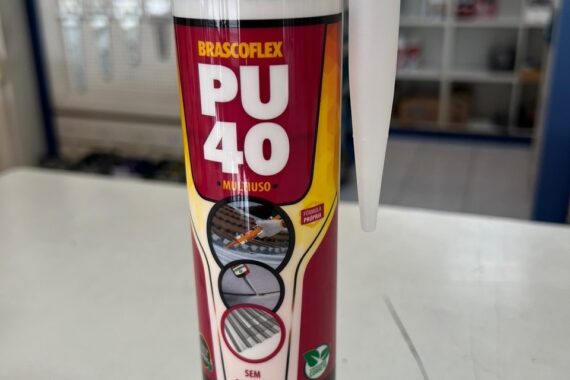 BRASCOFLEX
PU
40
• MULTIUSO •
FÓRMULA
PRÓPRIA
SEM